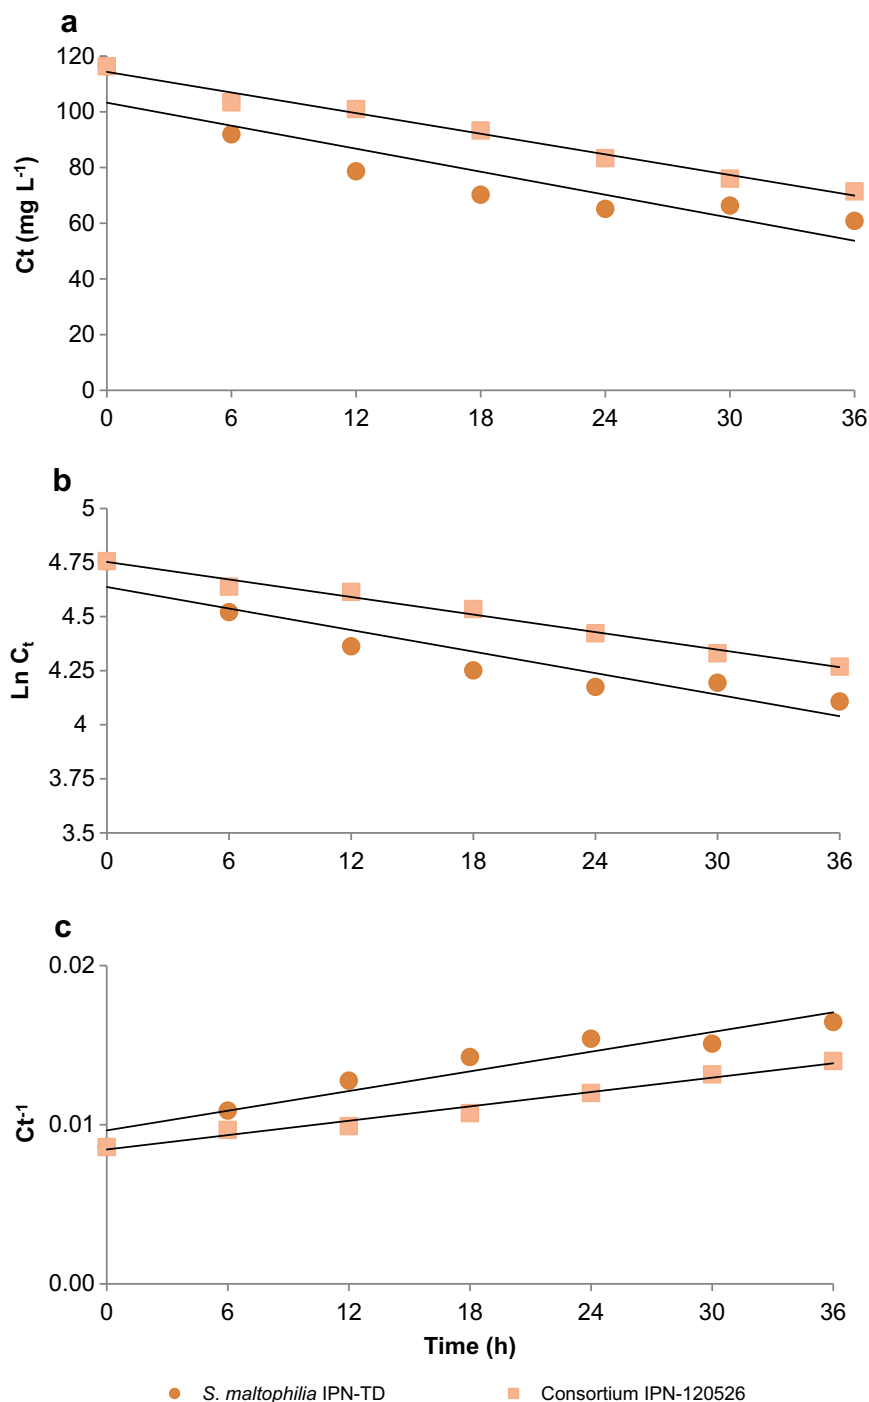 a
120
100
80
60
40
20
0
Ct (mg L⁻¹)
0 6 12 18 24 30 36
b
5
4.75
4.5
4.25
4
3.75
3.5
Ln Cₜ
0 6 12 18 24 30 36
c
0.02
0.01
0.00
Ct⁻¹
0 6 12 18 24 30 36
Time (h)
S. maltophilia IPN-TD Consortium IPN-120526